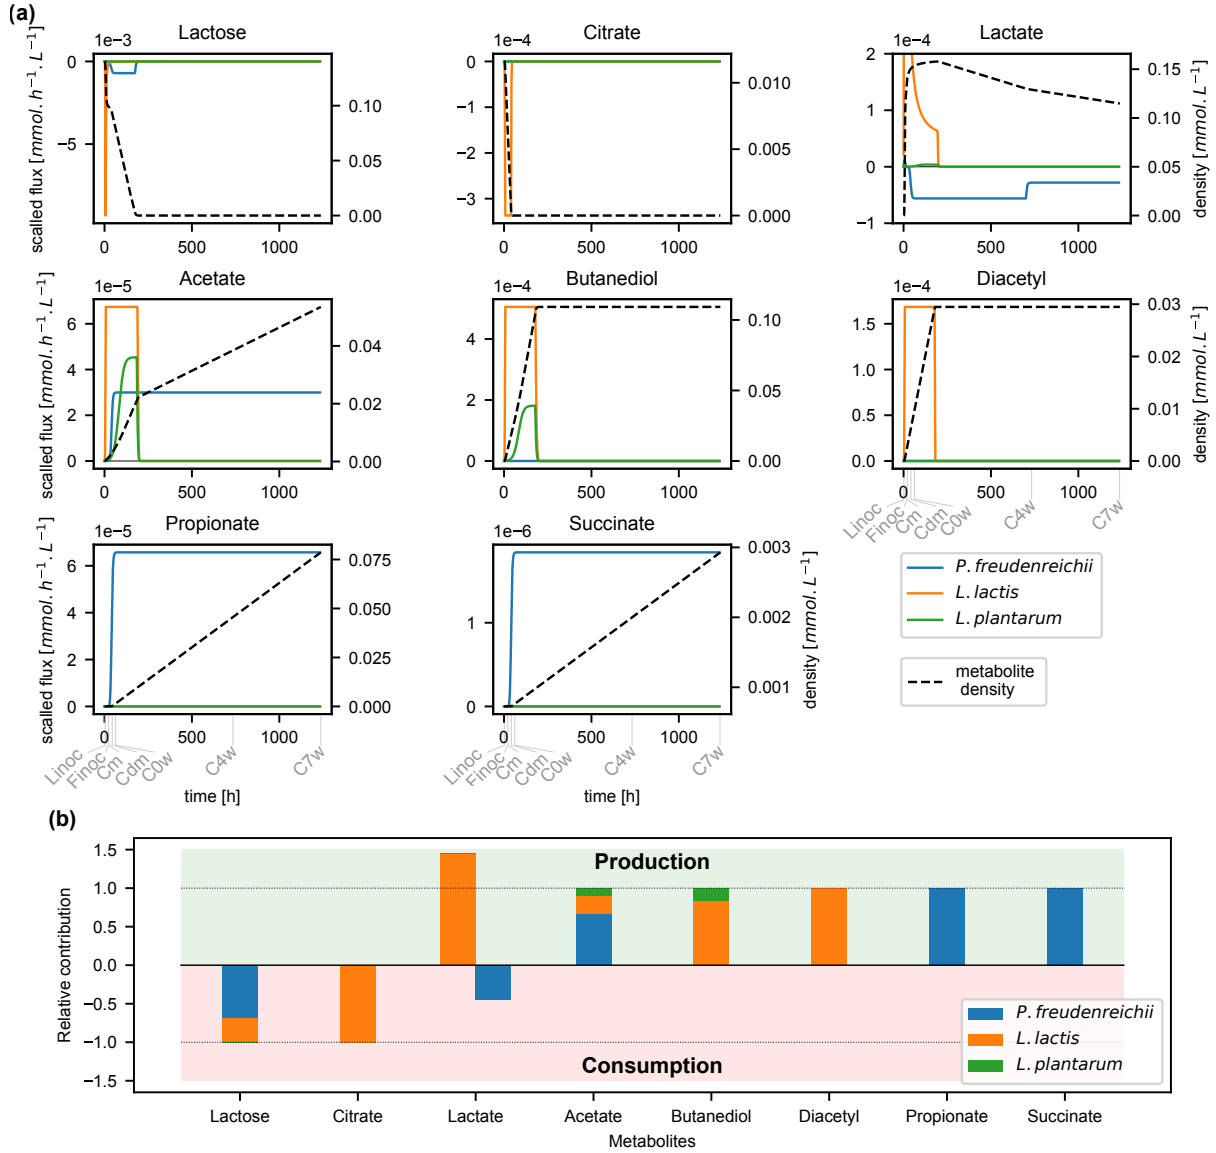 (a)
Lactose
Citrate
Lactate
1e−3
1e−4
1e−4
scalled flux [mmol. h⁻¹. L⁻¹]
0
−5
0.10
0.05
0.00
0 500 1000
0
−1
−2
−3
0.010
0.005
0.000
0 500 1000
2
1
0
−1
0.15
0.10
0.05
0.00
density [mmol. L⁻¹]
0 500 1000
Acetate
Butanediol
Diacetyl
1e−5
1e−4
1e−4
scalled flux [mmol. h⁻¹. L⁻¹]
6
4
2
0
0.04
0.02
0.00
0 500 1000
4
2
0
0.10
0.05
0.00
0 500 1000
1.5
1.0
0.5
0.0
0.03
0.02
0.01
0.00
density [mmol. L⁻¹]
0 500 1000
Linoc
Finoc
Cm
Cdm
C0w
C4w
C7w
Propionate
Succinate
1e−5
1e−6
scalled flux [mmol. h⁻¹. L⁻¹]
6
4
2
0
0.075
0.050
0.025
0.000
0 500 1000
Linoc
Finoc
Cm
Cdm
C0w
C4w
C7w
time [h]
1
0
0.003
0.002
0.001
density [mmol. L⁻¹]
0 500 1000
Linoc
Finoc
Cm
Cdm
C0w
C4w
C7w
time [h]
P. freudenreichii
L. lactis
L. plantarum
metabolite
density
(b)
Relative contribution
1.5
1.0
0.5
0.0
−0.5
−1.0
−1.5
Production
Consumption
P. freudenreichii
L. lactis
L. plantarum
Lactose Citrate Lactate Acetate Butanediol Diacetyl Propionate Succinate
Metabolites